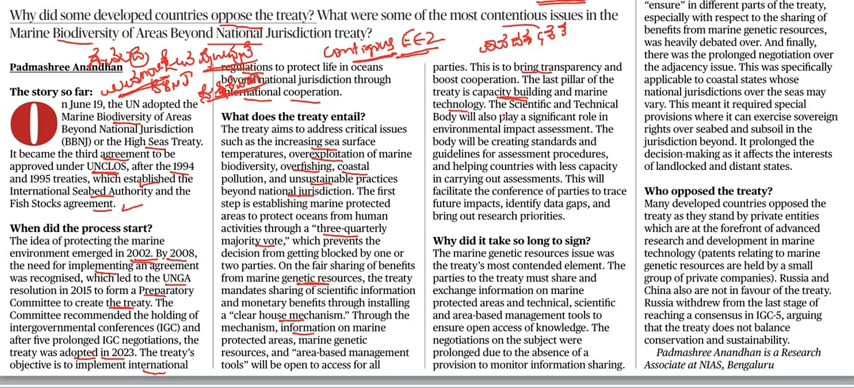 Why did some developed countries oppose the treaty? What were some of the most contentious issues in the
Marine Biodiversity of Areas Beyond National Jurisdiction treaty?
Padmashree Anandhan
The story so far:
On June 19, the UN adopted the
Marine Biodiversity of Areas
Beyond National Jurisdiction
(BBNJ) or the High Seas Treaty.
It became the third agreement to be
approved under UNCLOS, after the 1994
and 1995 treaties, which established the
International Seabed Authority and the
Fish Stocks agreement.
When did the process start?
The idea of protecting the marine
environment emerged in 2002. By 2008,
the need for implementing an agreement
was recognised, which led to the UNGA
resolution in 2015 to form a Preparatory
Committee to create the treaty. The
Committee recommended the holding of
intergovernmental conferences (IGC) and
after five prolonged IGC negotiations, the
treaty was adopted in 2023. The treaty's
objective is to implement international
regulations to protect life in oceans
beyond national jurisdiction through
international cooperation.
What does the treaty entail?
The treaty aims to address critical issues
such as the increasing sea surface
temperatures, overexploitation of marine
biodiversity, overfishing, coastal
pollution, and unsustainable practices
beyond national jurisdiction. The first
step is establishing marine protected
areas to protect oceans from human
activities through a “three-quarterly
majority vote,” which prevents the
decision from getting blocked by one or
two parties. On the fair sharing of benefits
from marine genetic resources, the treaty
mandates sharing of scientific information
and monetary benefits through installing
a “clear house mechanism.” Through the
mechanism, information on marine
protected areas, marine genetic
resources, and “area-based management
tools” will be open to access for all
EEZ
parties. This is to bring transparency and
boost cooperation. The last pillar of the
treaty is capacity building and marine
technology. The Scientific and Technical
Body will also play a significant role in
environmental impact assessment. The
body will be creating standards and
guidelines for assessment procedures,
and helping countries with less capacity
in carrying out assessments. This will
facilitate the conference of parties to trace
future impacts, identify data gaps, and
bring out research priorities.
Why did it take so long to sign?
The marine genetic resources issue was
the treaty's most contended element. The
parties to the treaty must share and
exchange information on marine
protected areas and technical, scientific
and area-based management tools to
ensure open access of knowledge. The
negotiations on the subject were
prolonged due to the absence of a
provision to monitor information sharing.
“ensure” in different parts of the treaty,
especially with respect to the sharing of
benefits from marine genetic resources,
was heavily debated over. And finally,
there was the prolonged negotiation over
the adjacency issue. This was specifically
applicable to coastal states whose
national jurisdictions over the seas may
vary. This meant it required special
provisions where it can exercise sovereign
rights over seabed and subsoil in the
jurisdiction beyond. It prolonged the
decision-making as it affects the interests
of landlocked and distant states.
Who opposed the treaty?
Many developed countries opposed the
treaty as they stand by private entities
which are at the forefront of advanced
research and development in marine
technology (patents relating to marine
genetic resources are held by a small
group of private companies). Russia and
China also are not in favour of the treaty.
Russia withdrew from the last stage of
reaching a consensus in IGC-5, arguing
that the treaty does not balance
conservation and sustainability.
Padmashree Anandhan is a Research
Associate at NIAS, Bengaluru